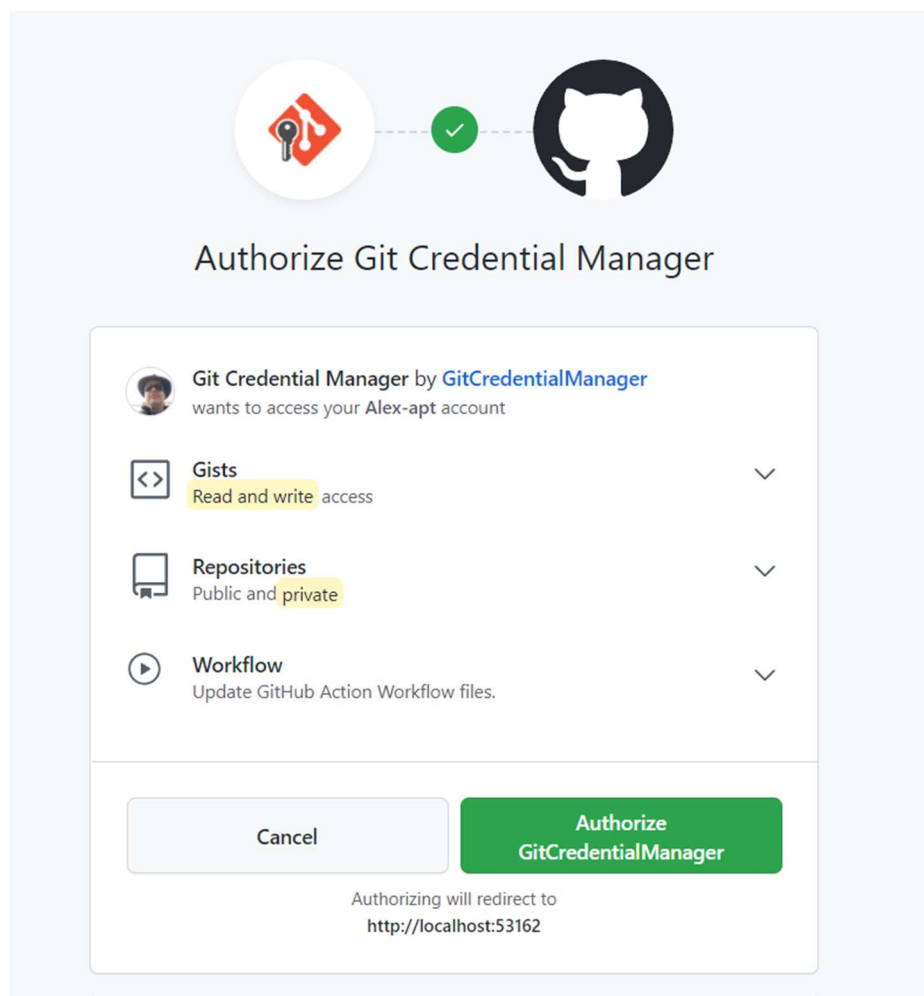 Authorize Git Credential Manager
Git Credential Manager by GitCredentialManager
wants to access your Alex-apt account
Gists
Read and write access
Repositories
Public and private
Workflow
Update GitHub Action Workflow files.
Cancel
Authorize
GitCredentialManager
Authorizing will redirect to
http://localhost:53162